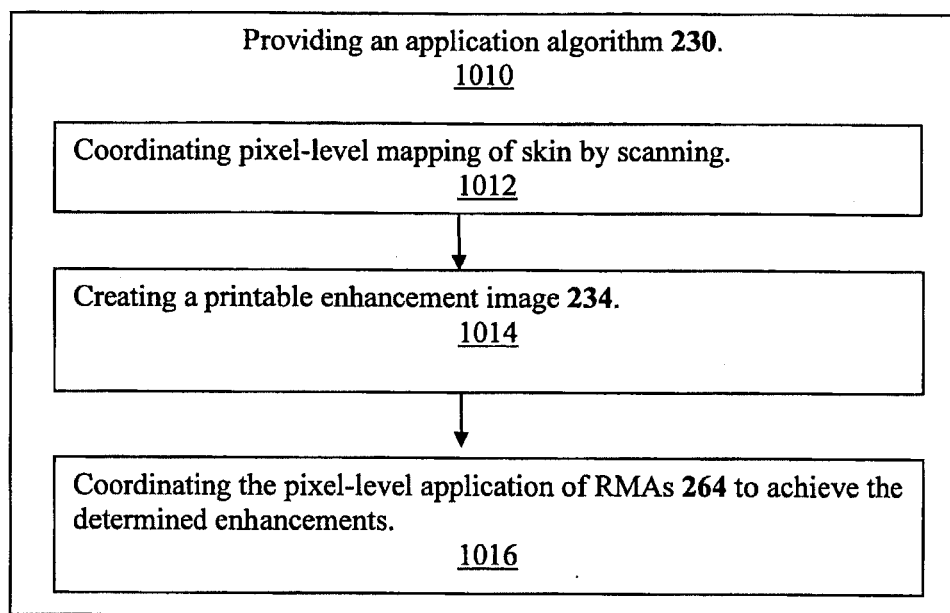 Providing an application algorithm 230.
1010
Coordinating pixel-level mapping of skin by scanning.
1012
Creating a printable enhancement image 234.
1014
Coordinating the pixel-level application of RMAs 264 to achieve the
determined enhancements.
1016